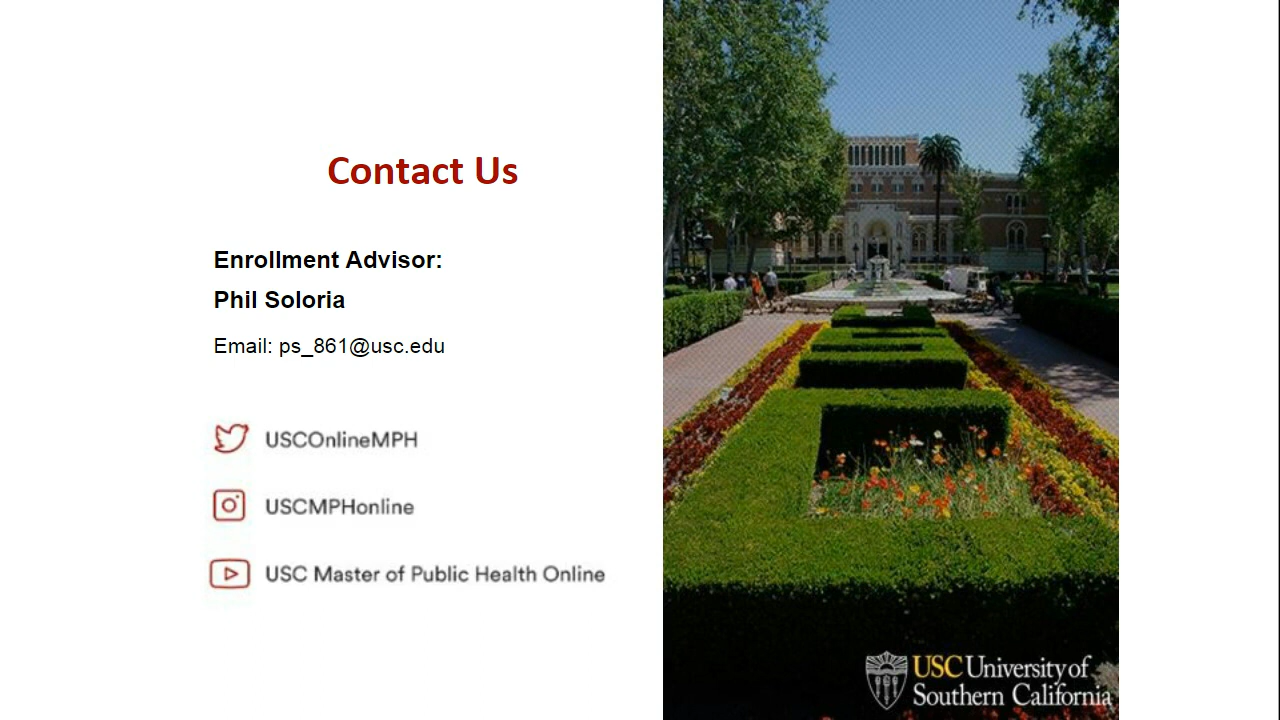 Contact Us
Enrollment Advisor:
Phil Soloria
Email: ps_861@usc.edu
USCOnlineMPH
USCMPHonline
USC Master of Public Health Online
USC University of
Southern California